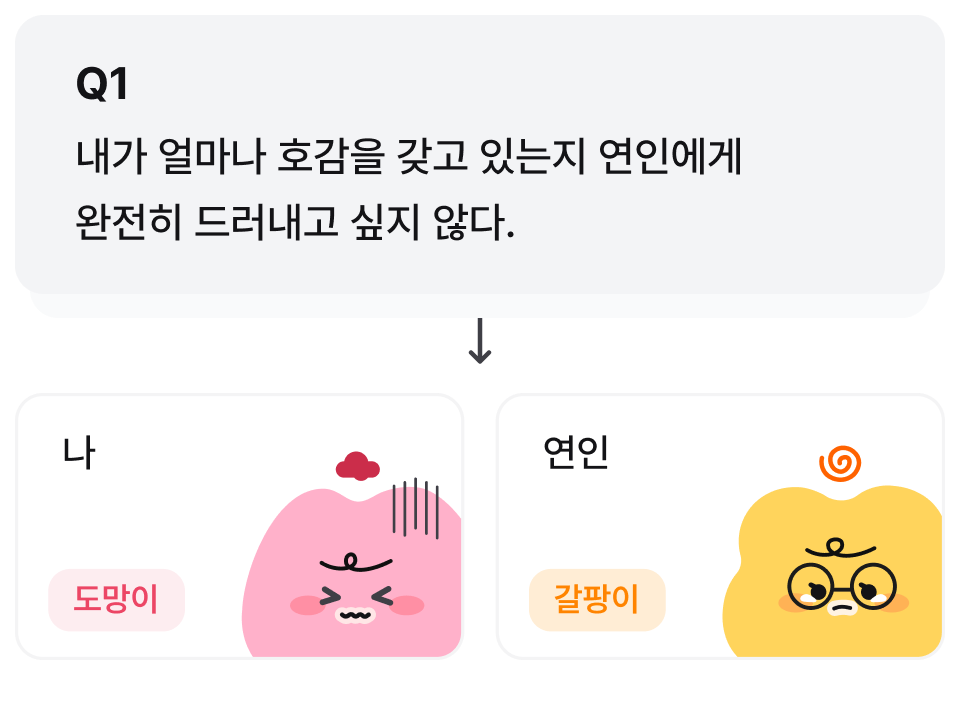 Q1
내가 얼마나 호감을 갖고 있는지 연인에게
완전히 드러내고 싶지 않다.
나
도망이
연인
갈팡이